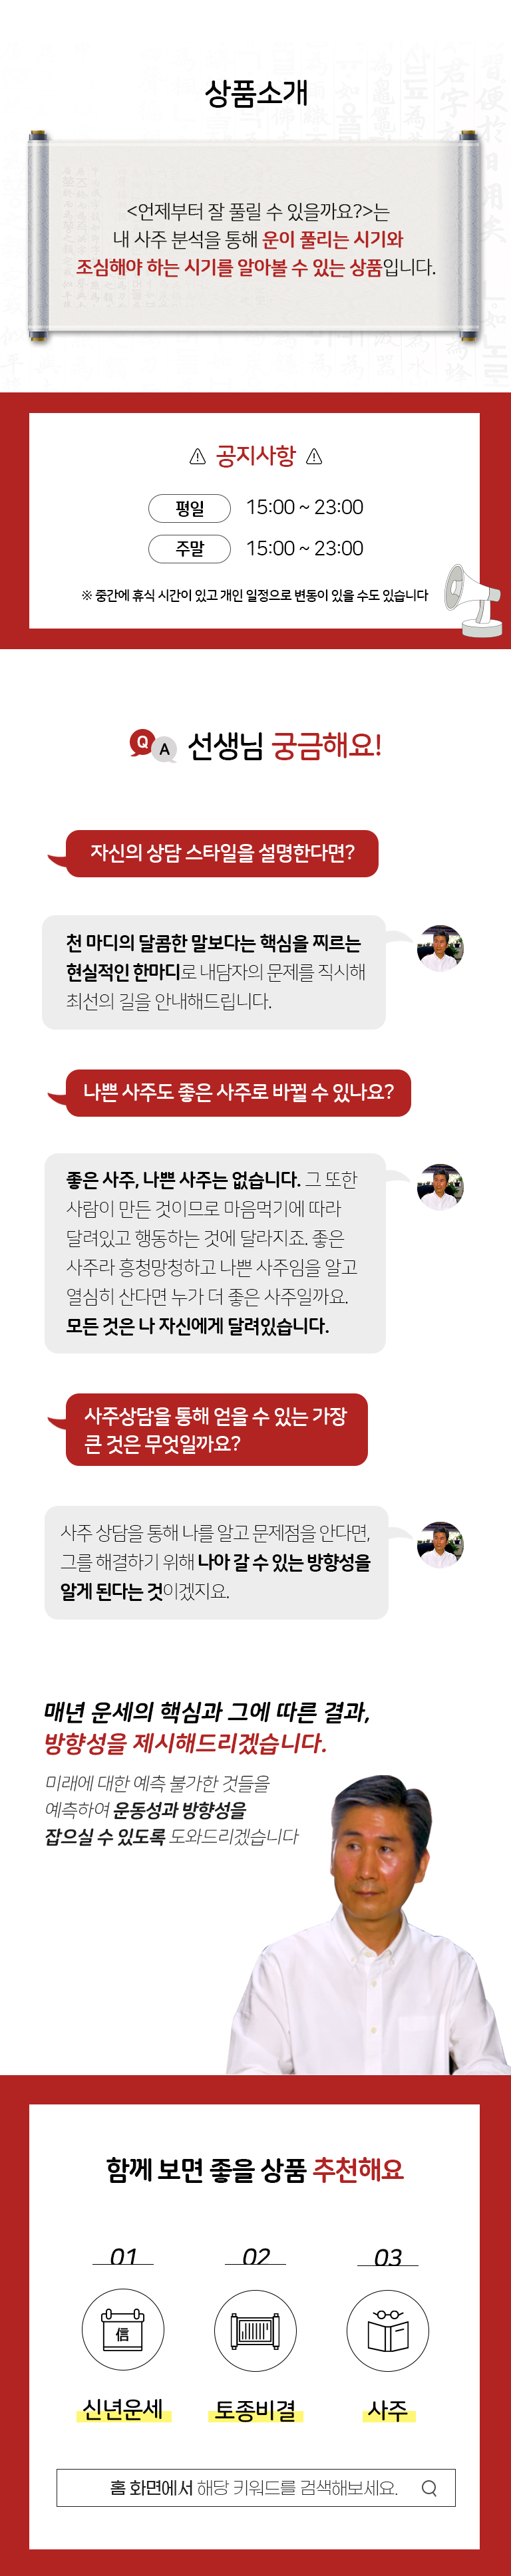 상품소개
<언제부터 잘 풀릴 수 있을까요?>는
내 사주 분석을 통해 운이 풀리는 시기와
조심해야 하는 시기를 알아볼 수 있는 상품입니다.
공지사항
평일 15:00 ~ 23:00
주말 15:00 ~ 23:00
※ 중간에 휴식 시간이 있고 개인 일정으로 변동이 있을 수도 있습니다
Q A 선생님 궁금해요!
자신의 상담 스타일을 설명한다면?
천 마디의 달콤한 말보다는 핵심을 찌르는
현실적인 한마디로 내담자의 문제를 직시해
최선의 길을 안내해드립니다.
나쁜 사주도 좋은 사주로 바뀔 수 있나요?
좋은 사주, 나쁜 사주는 없습니다. 그 또한
사람이 만든 것이므로 마음먹기에 따라
달려있고 행동하는 것에 달라지죠. 좋은
사주라 흥청망청하고 나쁜 사주임을 알고
열심히 산다면 누가 더 좋은 사주일까요.
모든 것은 나 자신에게 달려있습니다.
사주상담을 통해 얻을 수 있는 가장
큰 것은 무엇일까요?
사주 상담을 통해 나를 알고 문제점을 안다면,
그를 해결하기 위해 나아 갈 수 있는 방향성을
알게 된다는 것이겠지요.
매년 운세의 핵심과 그에 따른 결과,
방향성을 제시해드리겠습니다.
미래에 대한 예측 불가한 것들을
예측하여 운동성과 방향성을
잡으실 수 있도록 도와드리겠습니다
함께 보면 좋을 상품 추천해요
01 02 03
信
신년운세 토종비결 사주
홈 화면에서 해당 키워드를 검색해보세요.